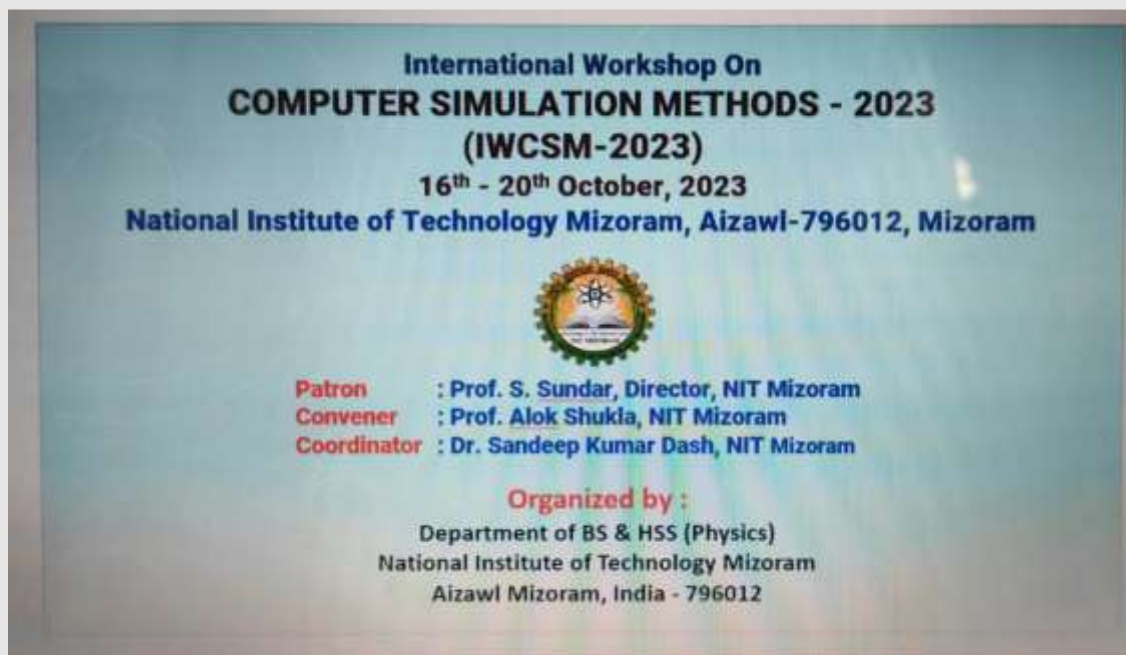 International Workshop On
COMPUTER SIMULATION METHODS - 2023
(IWCSM-2023)
16th - 20th October, 2023
National Institute of Technology Mizoram, Aizawl-796012, Mizoram
Patron : Prof. S. Sundar, Director, NIT Mizoram
Convener : Prof. Alok Shukla, NIT Mizoram
Coordinator : Dr. Sandeep Kumar Dash, NIT Mizoram
Organized by :
Department of BS & HSS (Physics)
National Institute of Technology Mizoram
Aizawl Mizoram, India - 796012